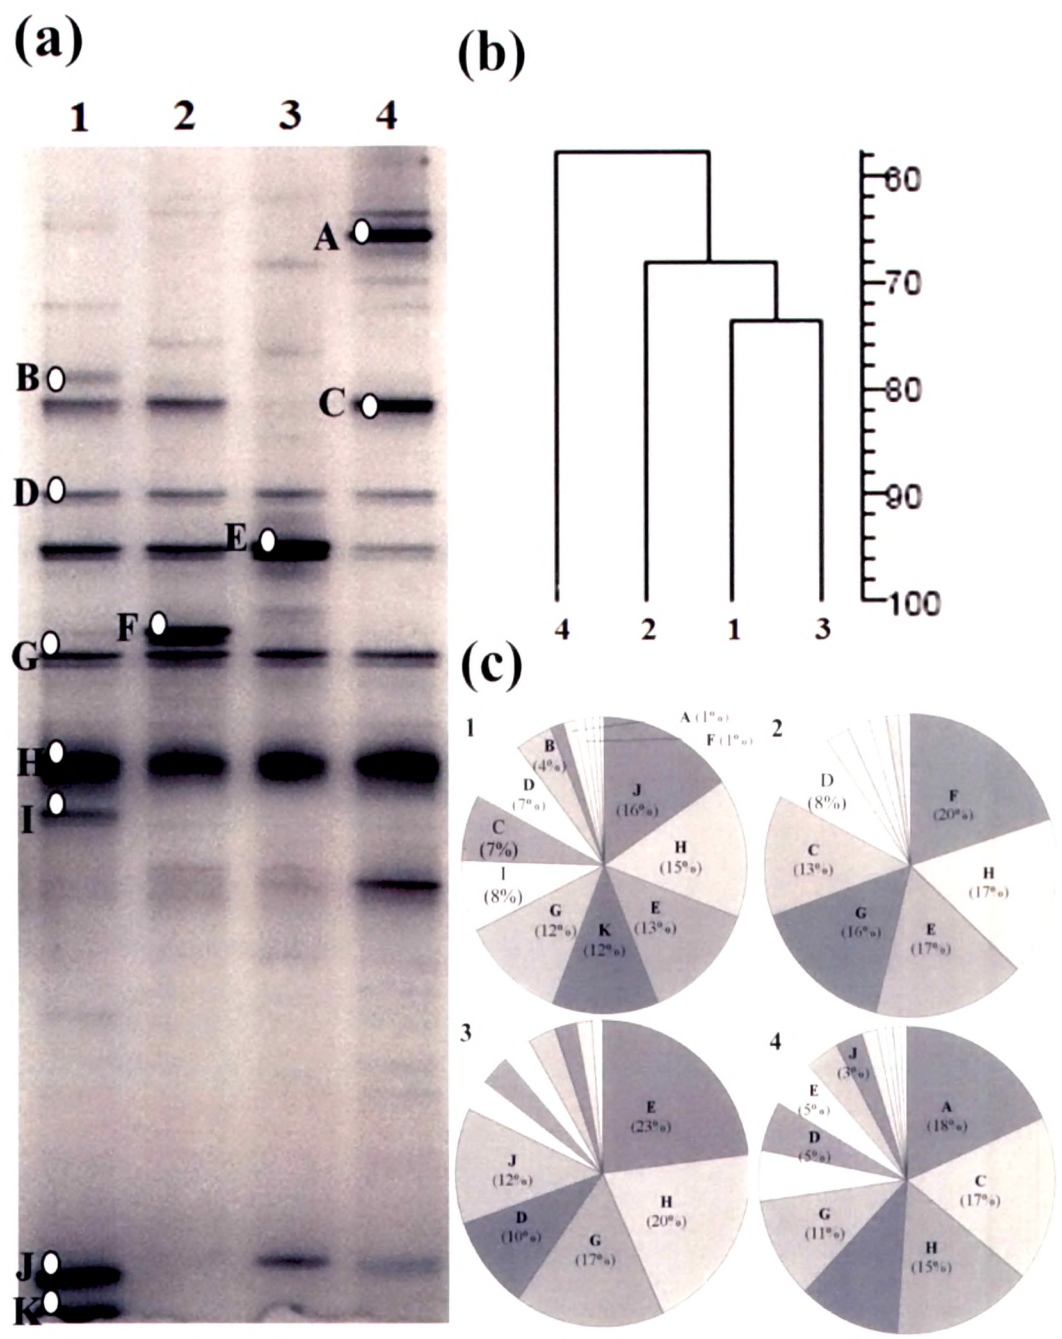 (a)
1 2 3 4
A
B
C
D
E
F
G
H
I
J
K
(b)
60
70
80
90
100
4 2 1 3
(c)
1
A (1%)
F (1%)
B
(4%)
D
(7%)
C
(7%)
I
(8%)
G
(12%)
K
(12%)
E
(13%)
H
(15%)
J
(16%)
2
D
(8%)
C
(13%)
G
(16%)
E
(17%)
H
(17%)
F
(20%)
3
E
(23%)
H
(20%)
G
(17%)
D
(10%)
J
(12%)
4
J
(3%)
E
(5%)
D
(5%)
G
(11%)
H
(15%)
C
(17%)
A
(18%)